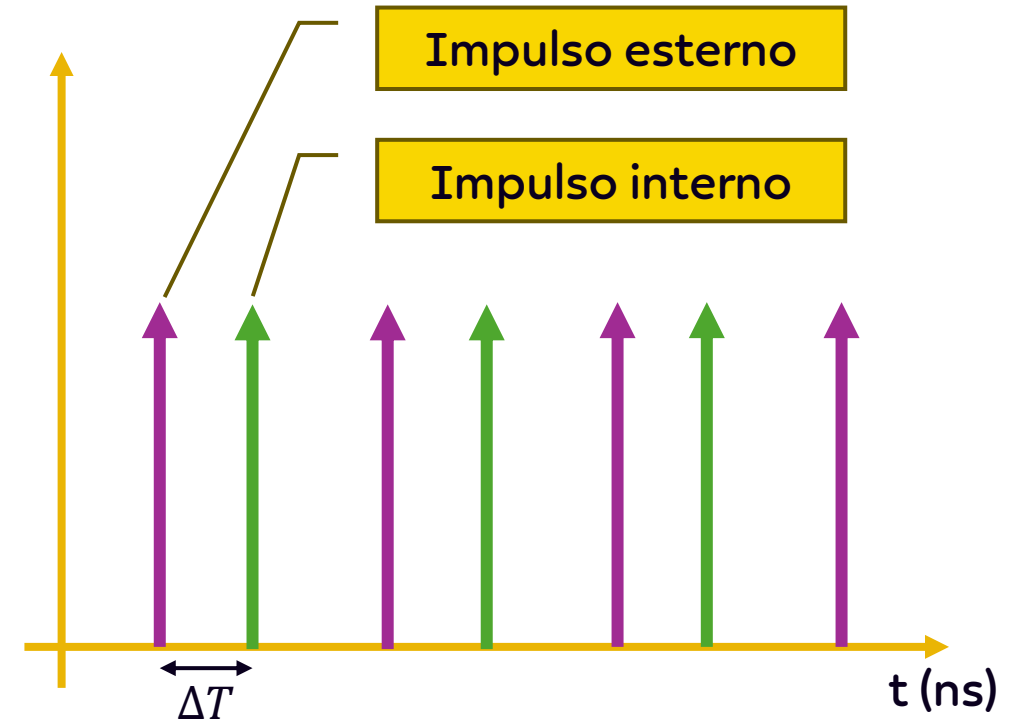 Impulso esterno
Impulso interno
ΔT
t (ns)